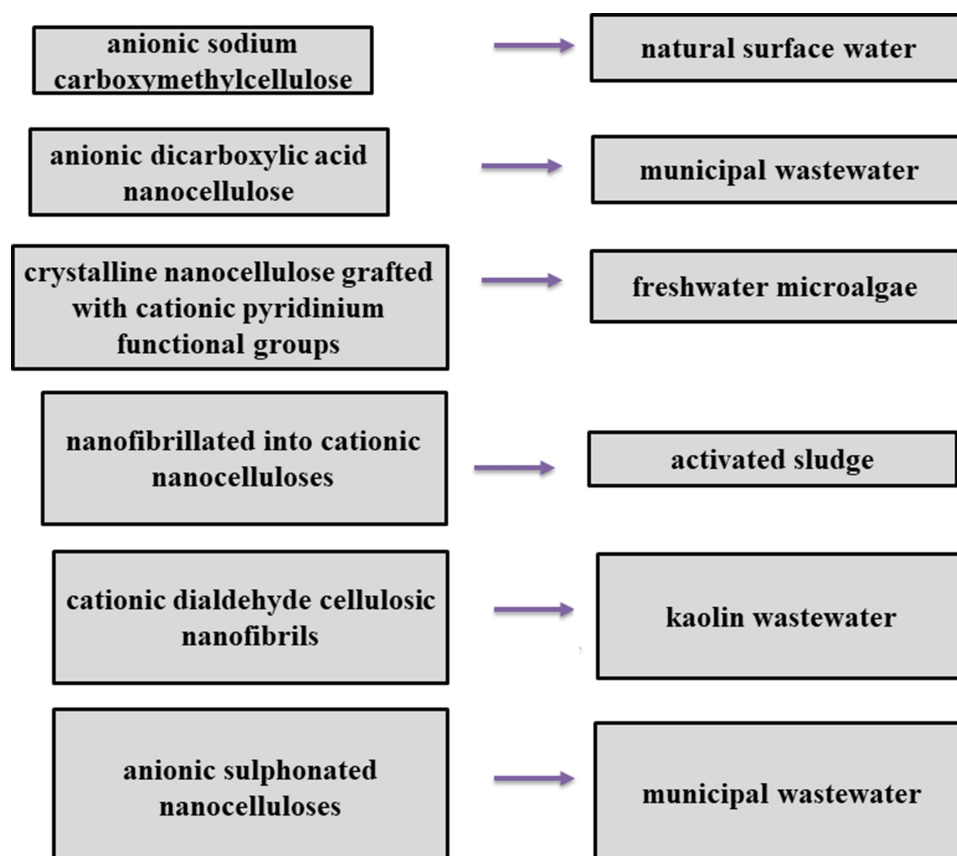 anionic sodium
carboxymethylcellulose
natural surface water
anionic dicarboxylic acid
nanocellulose
municipal wastewater
crystalline nanocellulose grafted
with cationic pyridinium
functional groups
freshwater microalgae
nanofibrillated into cationic
nanocelluloses
activated sludge
cationic dialdehyde cellulosic
nanofibrils
kaolin wastewater
anionic sulphonated
nanocelluloses
municipal wastewater